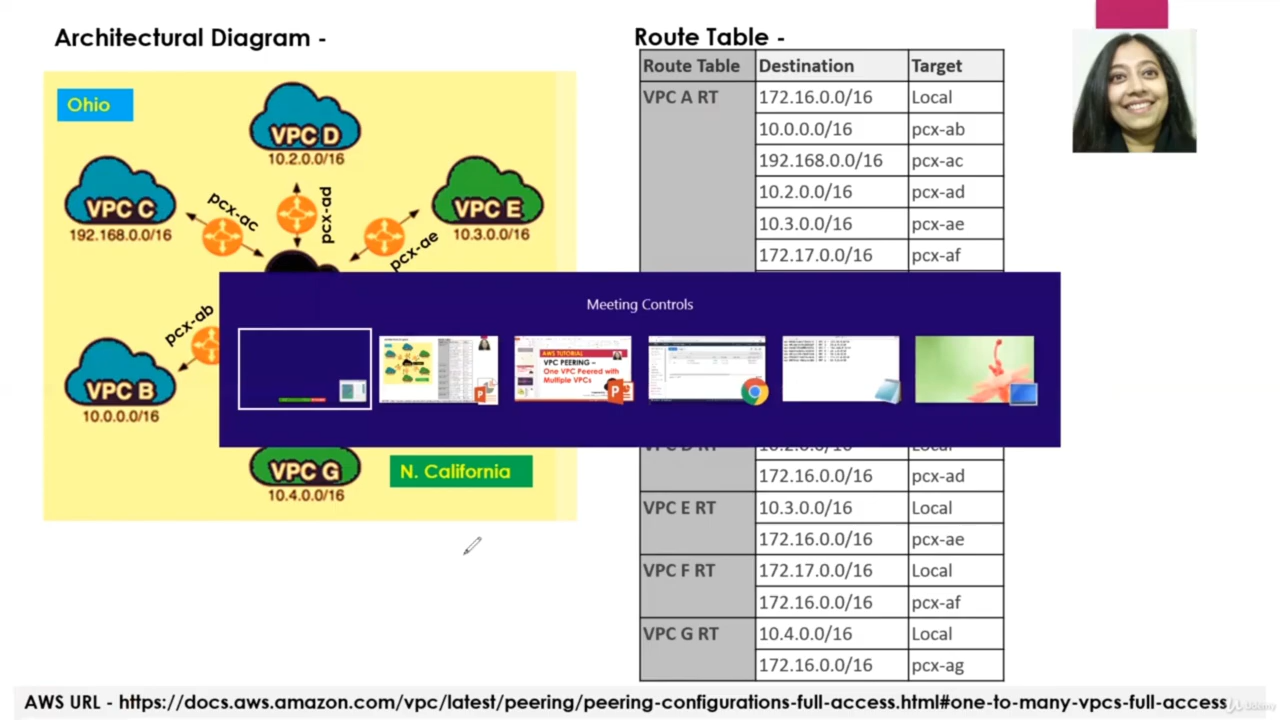 Architectural Diagram -
Ohio
VPC D
10.2.0.0/16
VPC C
192.168.0.0/16
pcx-ac
pcx-ad
VPC E
10.3.0.0/16
pcx-ae
pcx-ab
VPC B
10.0.0.0/16
VPC G
10.4.0.0/16
N. California
Route Table -
Route Table Destination Target
VPC A RT 172.16.0.0/16 Local
10.0.0.0/16 pcx-ab
192.168.0.0/16 pcx-ac
10.2.0.0/16 pcx-ad
10.3.0.0/16 pcx-ae
172.17.0.0/16 pcx-af
Meeting Controls
AWS TUTORIAL
VPC PEERING –
One VPC Peered with
Multiple VPCs
VPC D RT 10.2.0.0/16 Local
172.16.0.0/16 pcx-ad
VPC E RT 10.3.0.0/16 Local
172.16.0.0/16 pcx-ae
VPC F RT 172.17.0.0/16 Local
172.16.0.0/16 pcx-af
VPC G RT 10.4.0.0/16 Local
172.16.0.0/16 pcx-ag
AWS URL - https://docs.aws.amazon.com/vpc/latest/peering/peering-configurations-full-access.html#one-to-many-vpcs-full-access
Udemy